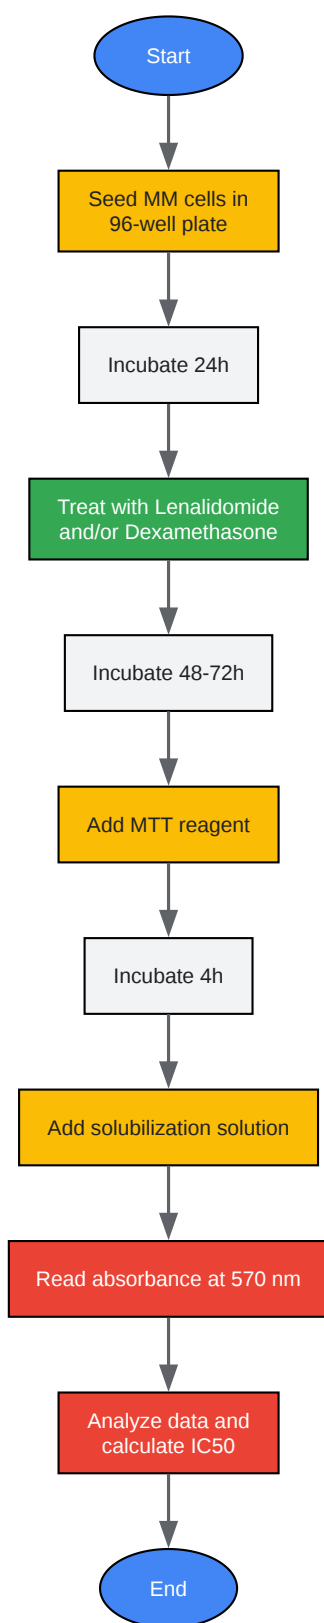 Start
Seed MM cells in
96-well plate
Incubate 24h
Treat with Lenalidomide
and/or Dexamethasone
Incubate 48-72h
Add MTT reagent
Incubate 4h
Add solubilization solution
Read absorbance at 570 nm
Analyze data and
calculate IC50
End